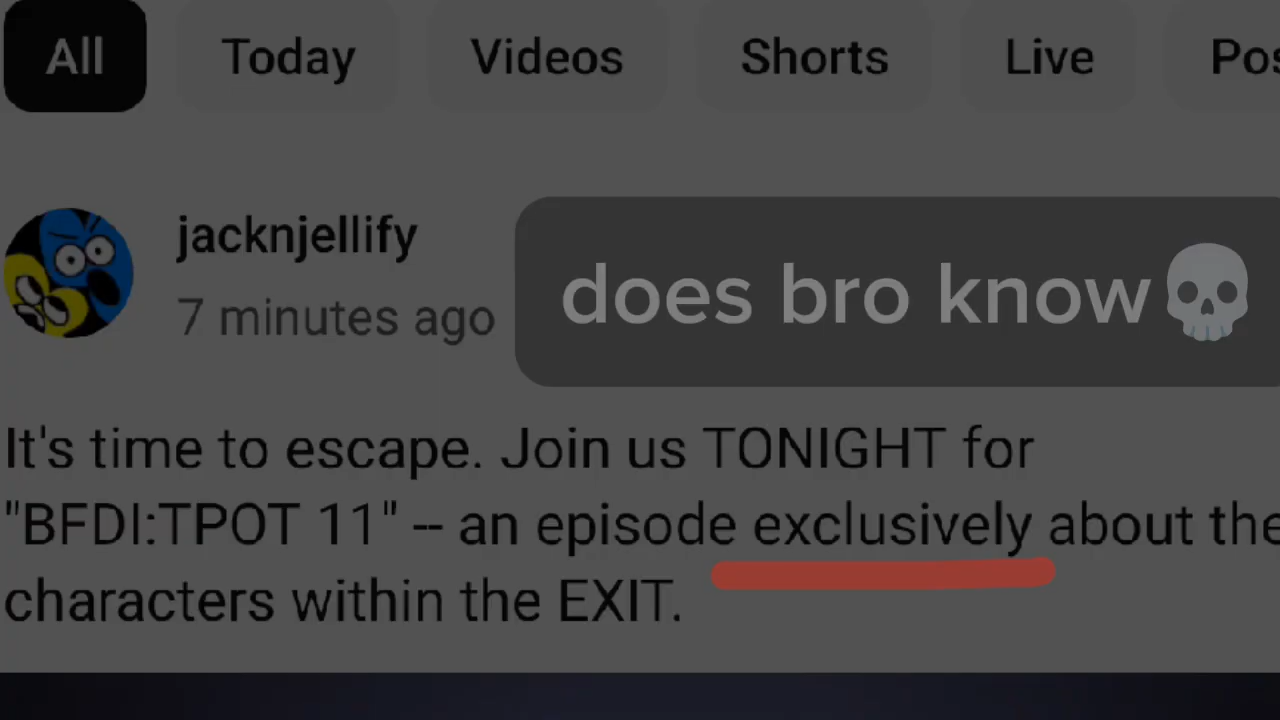 All Today Videos Shorts Live Pos
jacknjellify
7 minutes ago
does bro know💀
It's time to escape. Join us TONIGHT for
"BFDI:TPOT 11" -- an episode exclusively about the
characters within the EXIT.